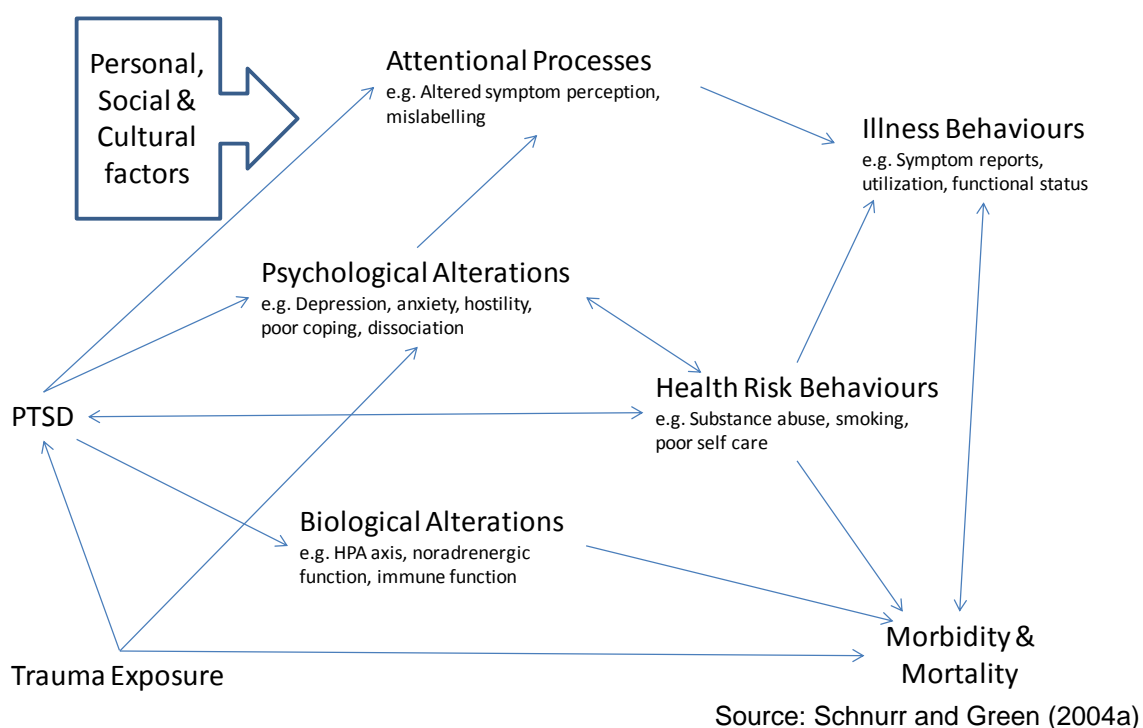 Personal,
Social &
Cultural
factors
Attentional Processes
e.g. Altered symptom perception,
mislabelling
Illness Behaviours
e.g. Symptom reports,
utilization, functional status
Psychological Alterations
e.g. Depression, anxiety, hostility,
poor coping, dissociation
Health Risk Behaviours
e.g. Substance abuse, smoking,
poor self care
PTSD
Biological Alterations
e.g. HPA axis, noradrenergic
function, immune function
Morbidity &
Mortality
Trauma Exposure
Source: Schnurr and Green (2004a)